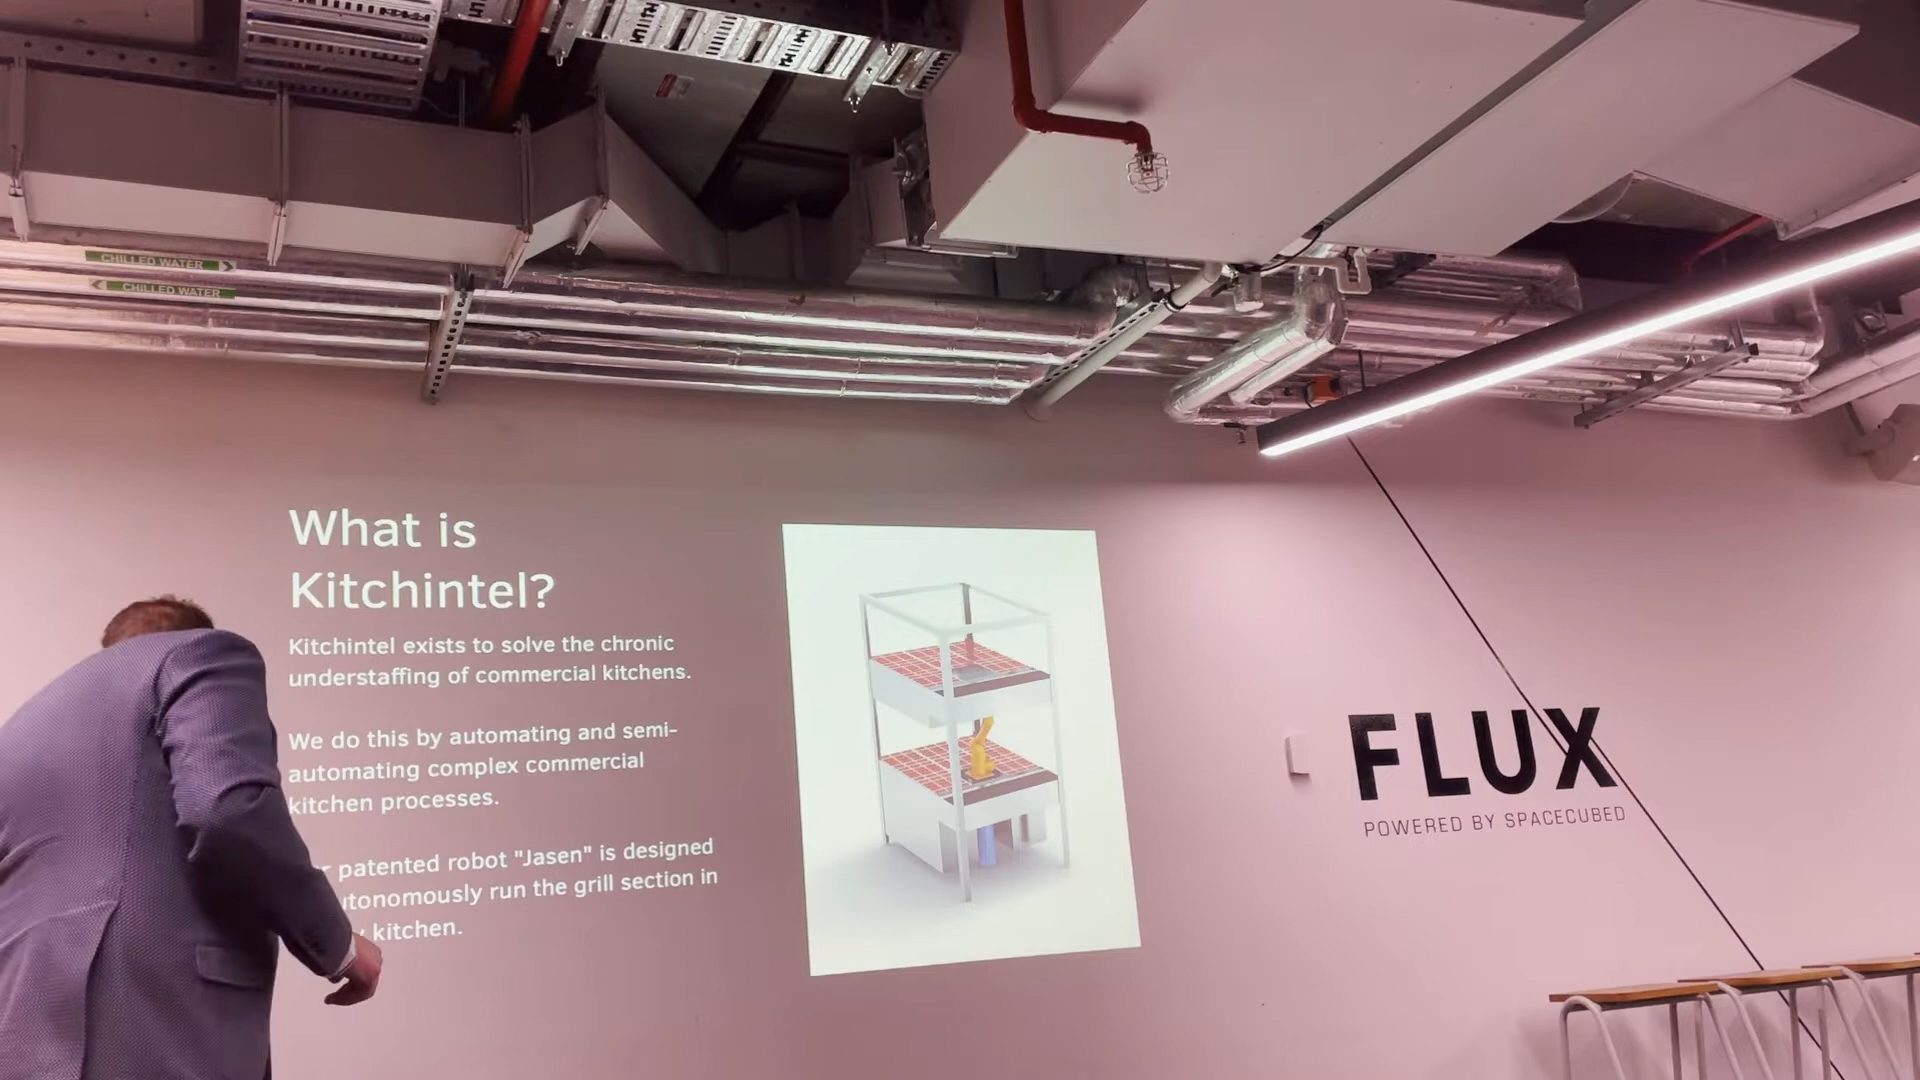 CHILLED WATER
CHILLED WATER
What is
Kitchintel?
Kitchintel exists to solve the chronic
understaffing of commercial kitchens.
We do this by automating and semi-
automating complex commercial
kitchen processes.
patented robot "Jasen" is designed
run the grill section in
kitchen.
FLUX
POWERED BY SPACECUBED